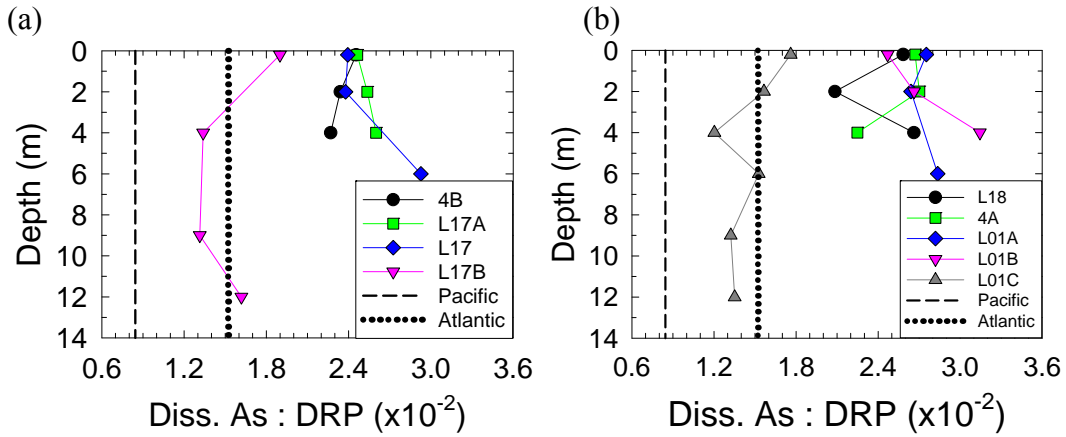 (a)
0
2
4
6
8
10
12
14
Depth (m)
4B
L17A
L17
L17B
Pacific
Atlantic
0.6 1.2 1.8 2.4 3.0 3.6
Diss. As : DRP (x10-2)
(b)
0
2
4
6
8
10
12
14
Depth (m)
L18
4A
L01A
L01B
L01C
Pacific
Atlantic
0.6 1.2 1.8 2.4 3.0 3.6
Diss. As : DRP (x10-2)